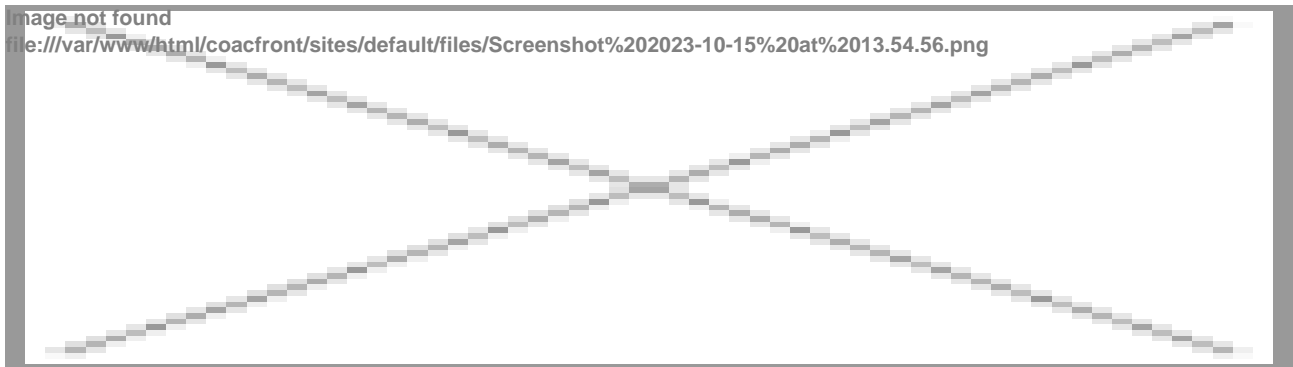 Image not found
file:///var/www/html/coacfront/sites/default/files/Screenshot%202023-10-15%20at%2013.54.56.png